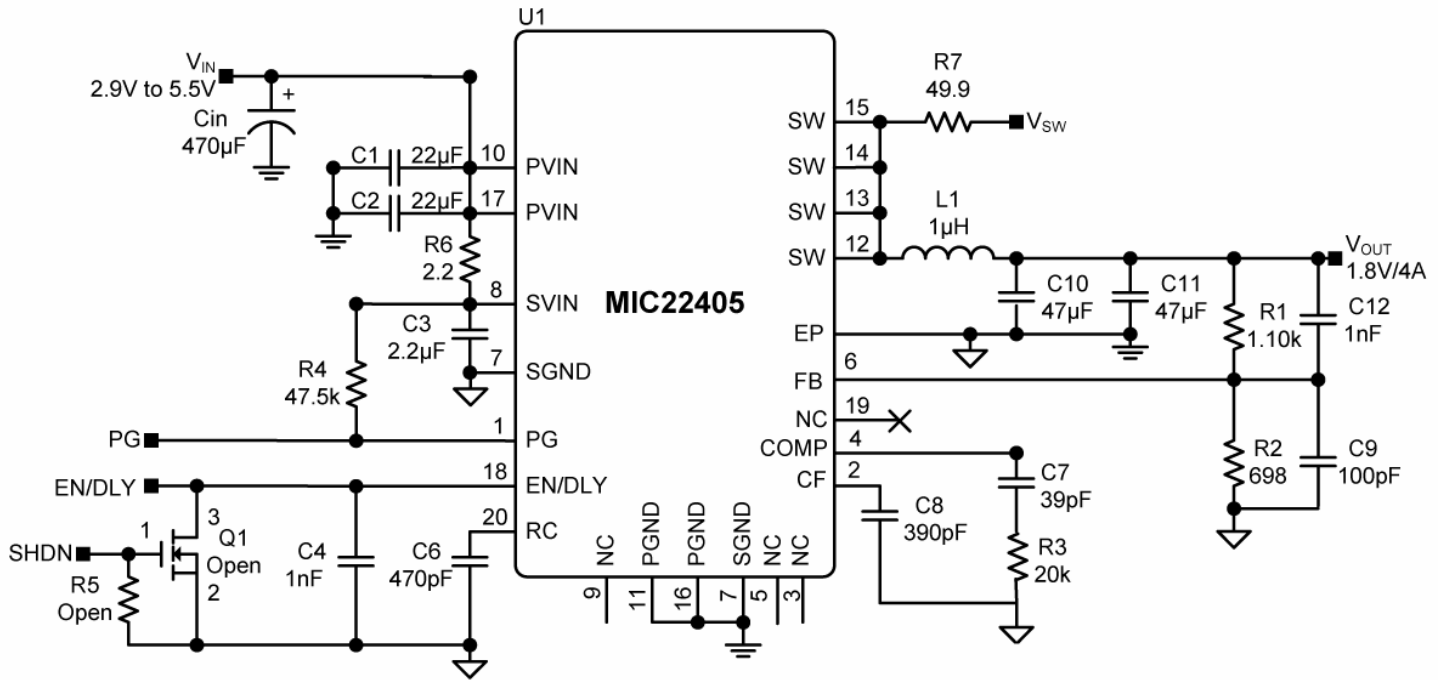 U1
V_IN
2.9V to 5.5V
Cin
470µF
+
C1 22µF
C2 22µF
10 PVIN
17 PVIN
R6
2.2
8 SVIN
C3
2.2µF
7 SGND
R4
47.5k
PG
1 PG
EN/DLY
18 EN/DLY
SHDN
1
3
Q1
Open
2
R5
Open
C4
1nF
20 RC
C6
470pF
MIC22405
NC
PGND
PGND
SGND
NC
NC
9
11
16
7
5
3
SW 15
SW 14
SW 13
SW 12
R7
49.9
V_SW
L1
1µH
V_OUT
1.8V/4A
C10
47µF
C11
47µF
R1
1.10k
C12
1nF
EP
FB 6
NC 19
COMP 4
CF 2
C8
390pF
C7
39pF
R3
20k
R2
698
C9
100pF